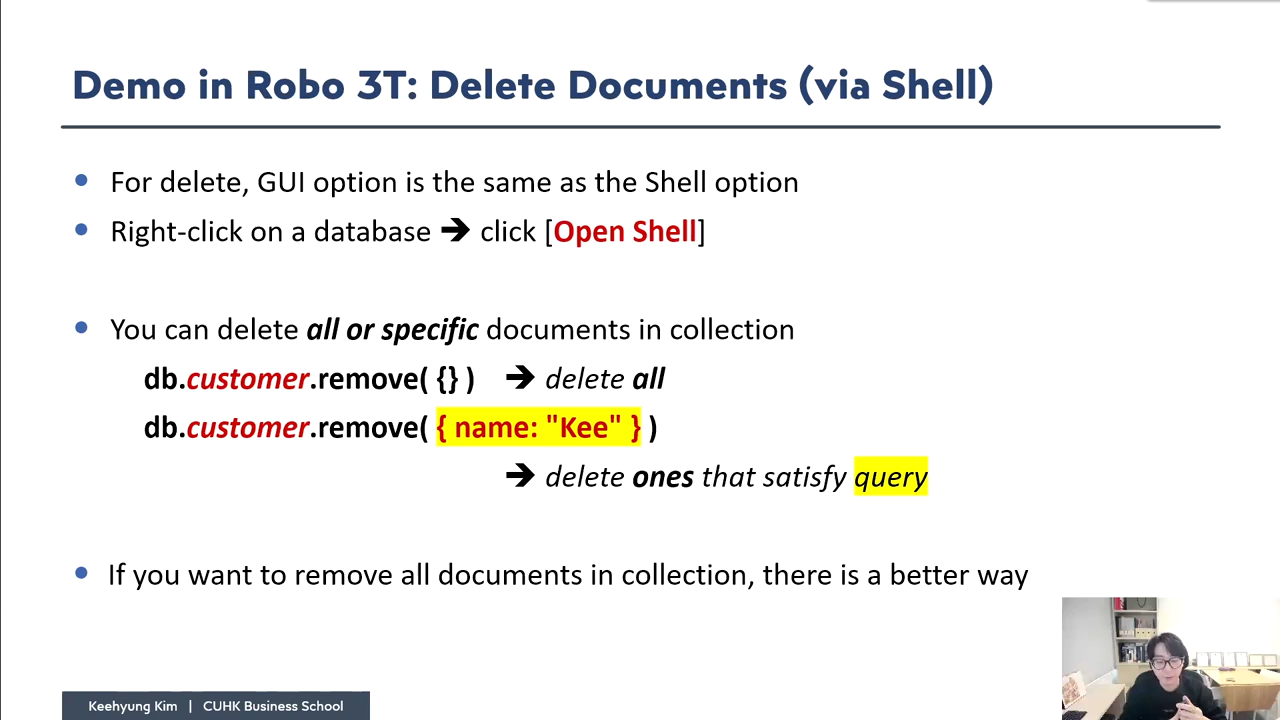 Demo in Robo 3T: Delete Documents (via Shell)
• For delete, GUI option is the same as the Shell option
• Right-click on a database ➔ click [Open Shell]
• You can delete all or specific documents in collection
db.customer.remove( {} ) ➔ delete all
db.customer.remove( { name: "Kee" } )
➔ delete ones that satisfy query
• If you want to remove all documents in collection, there is a better way
Keehyung Kim | CUHK Business School